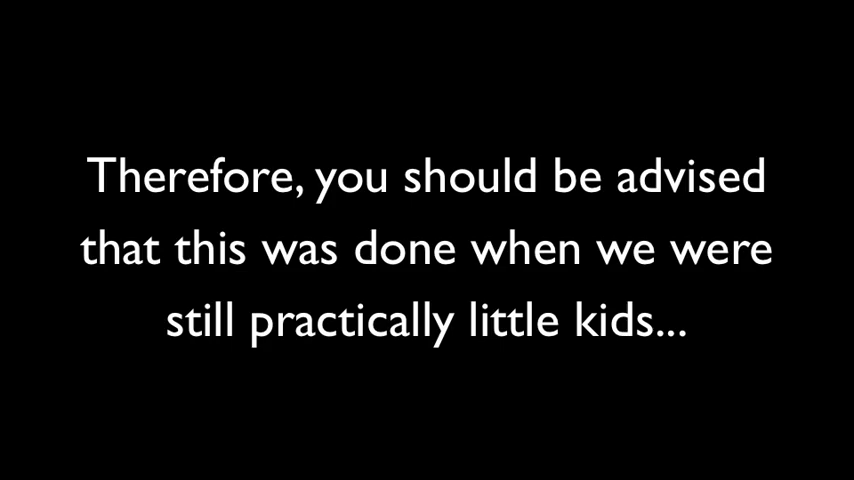 Therefore, you should be advised
that this was done when we were
still practically little kids...